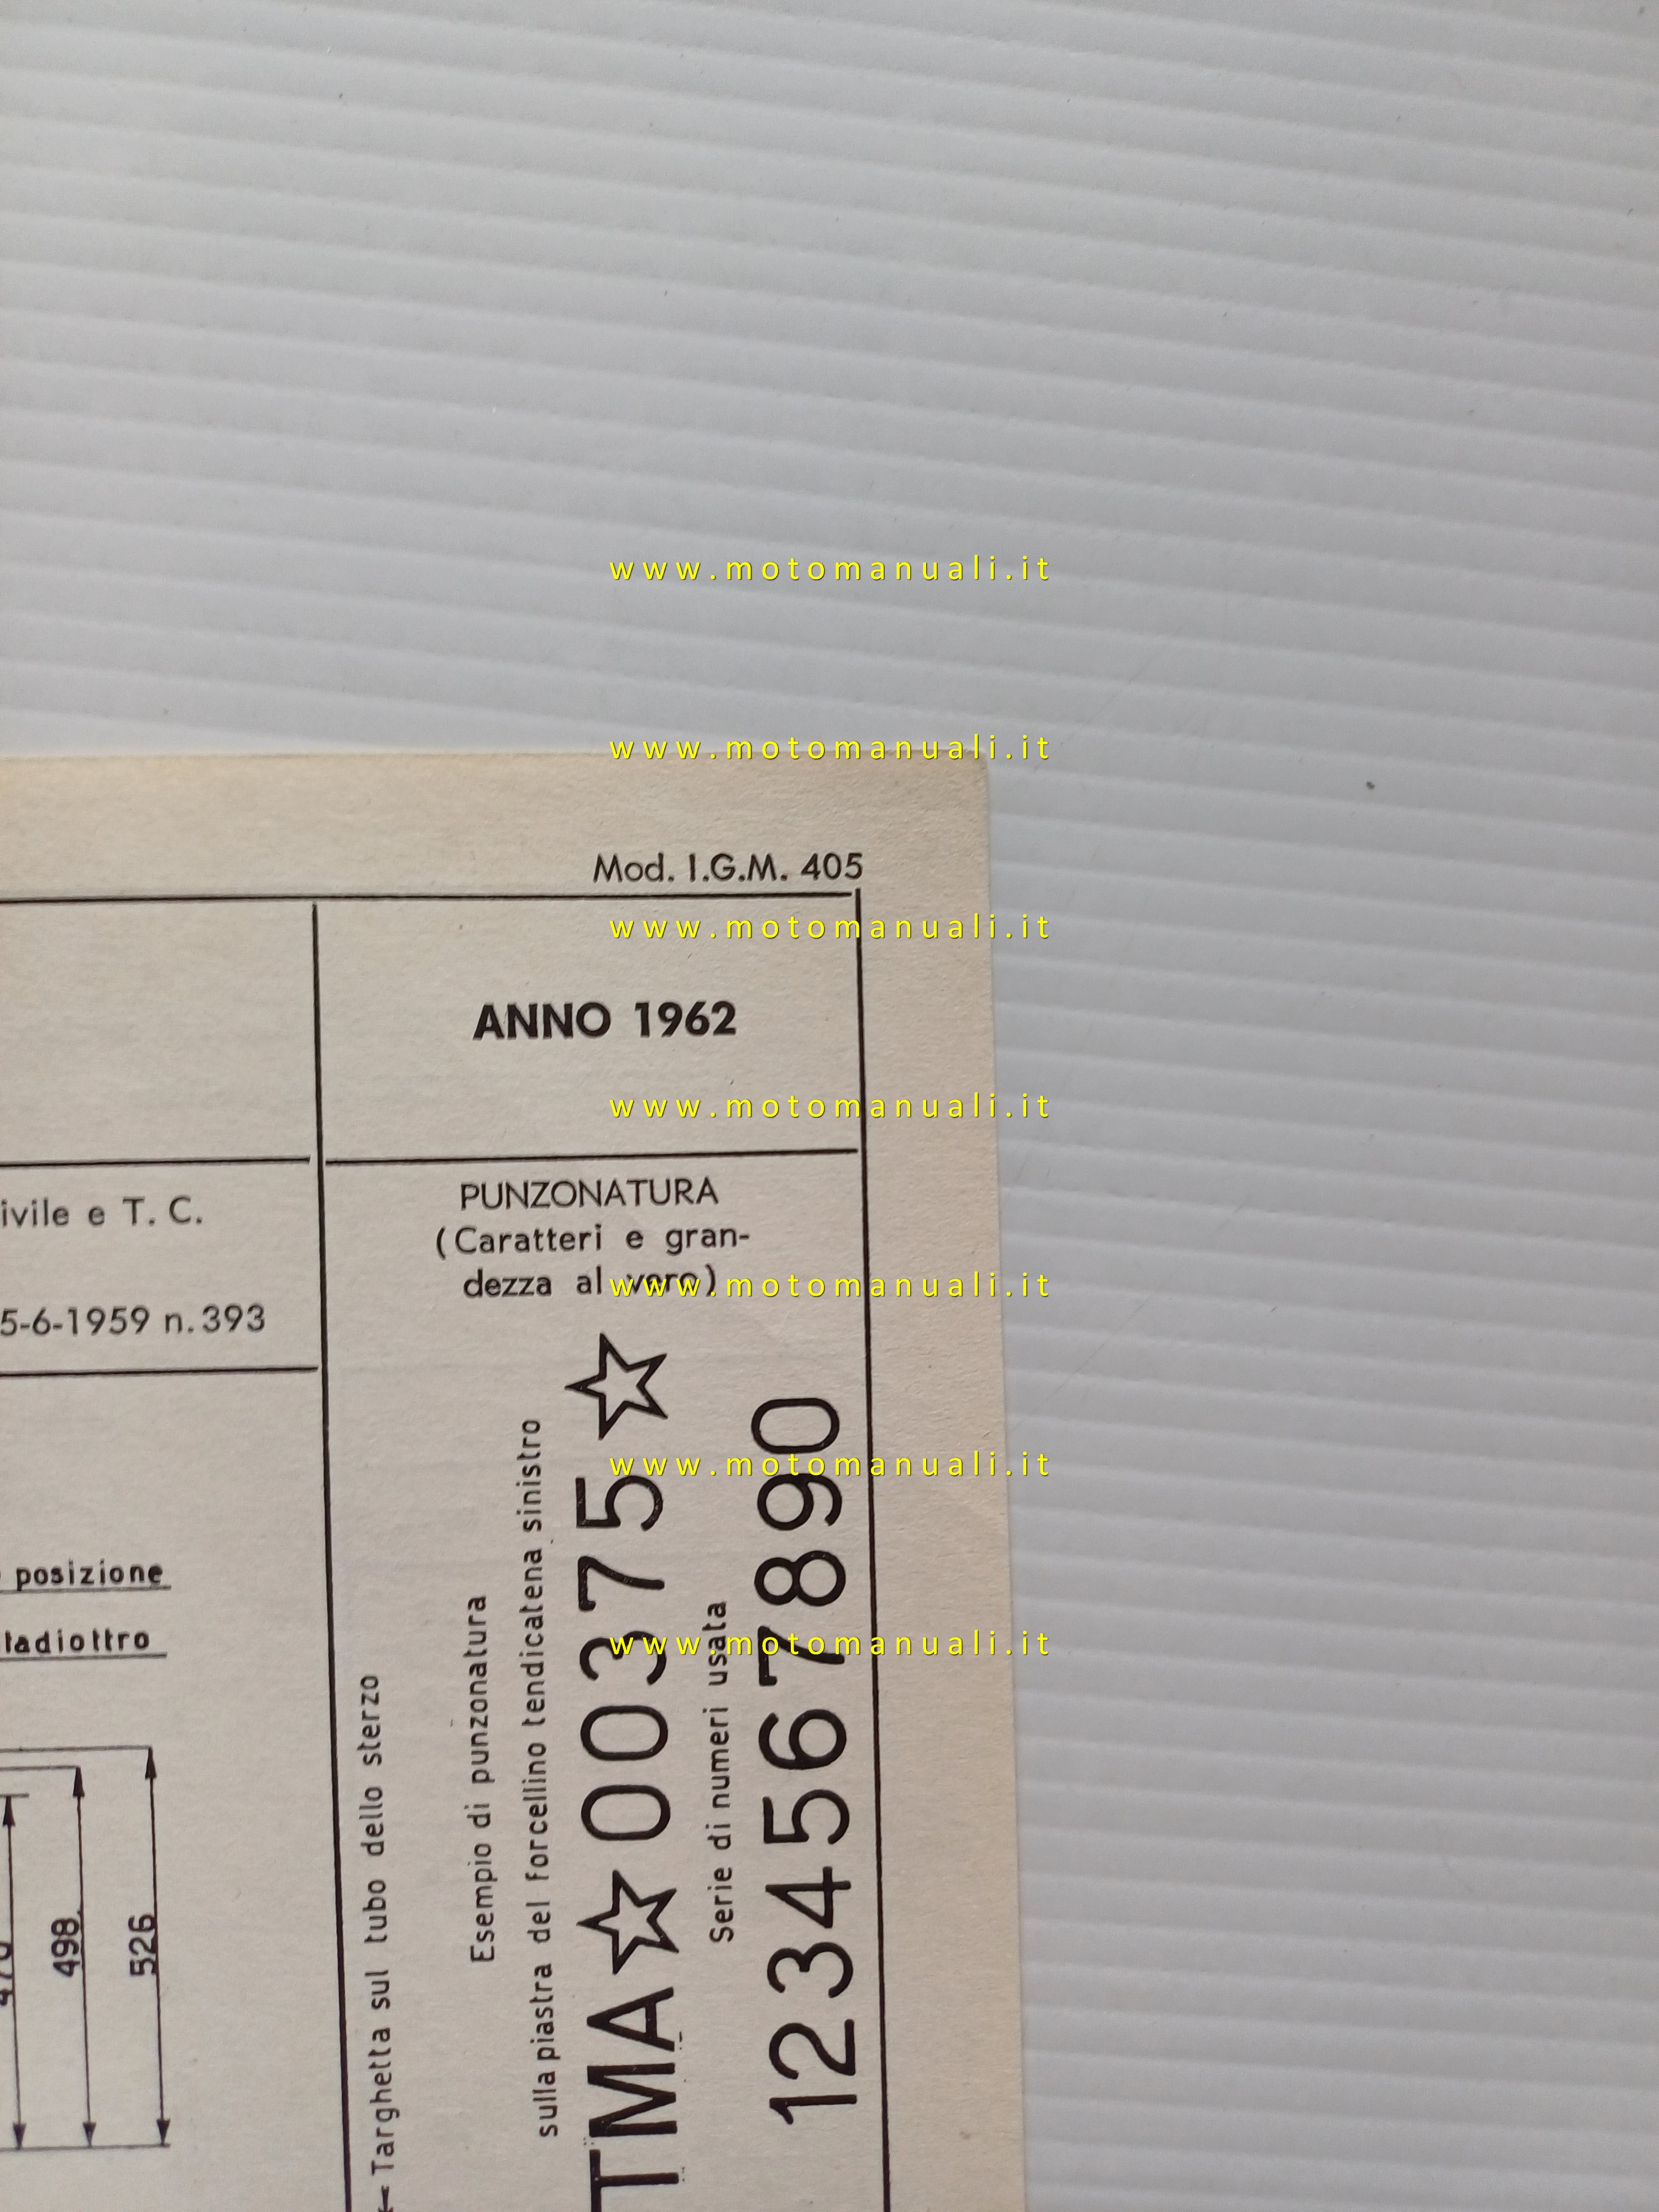 www.motomanuali.it
www.motomanuali.it
Mod. I.G.M. 405
www.motomanuali.it
ANNO 1962
www.motomanuali.it
ivile e T. C.
5-6-1959 n. 393
PUNZONATURA
(Caratteri e gran-
dezza al vero)
www.motomanuali.it
www.motomanuali.it
www.motomanuali.it
posizione
498
526
Targhetta sul tubo dello sterzo
Esempio di punzonatura
sulla piastra del forcellino tendicatena sinistro
TMA☆00375☆
Serie di numeri usata
1234567890